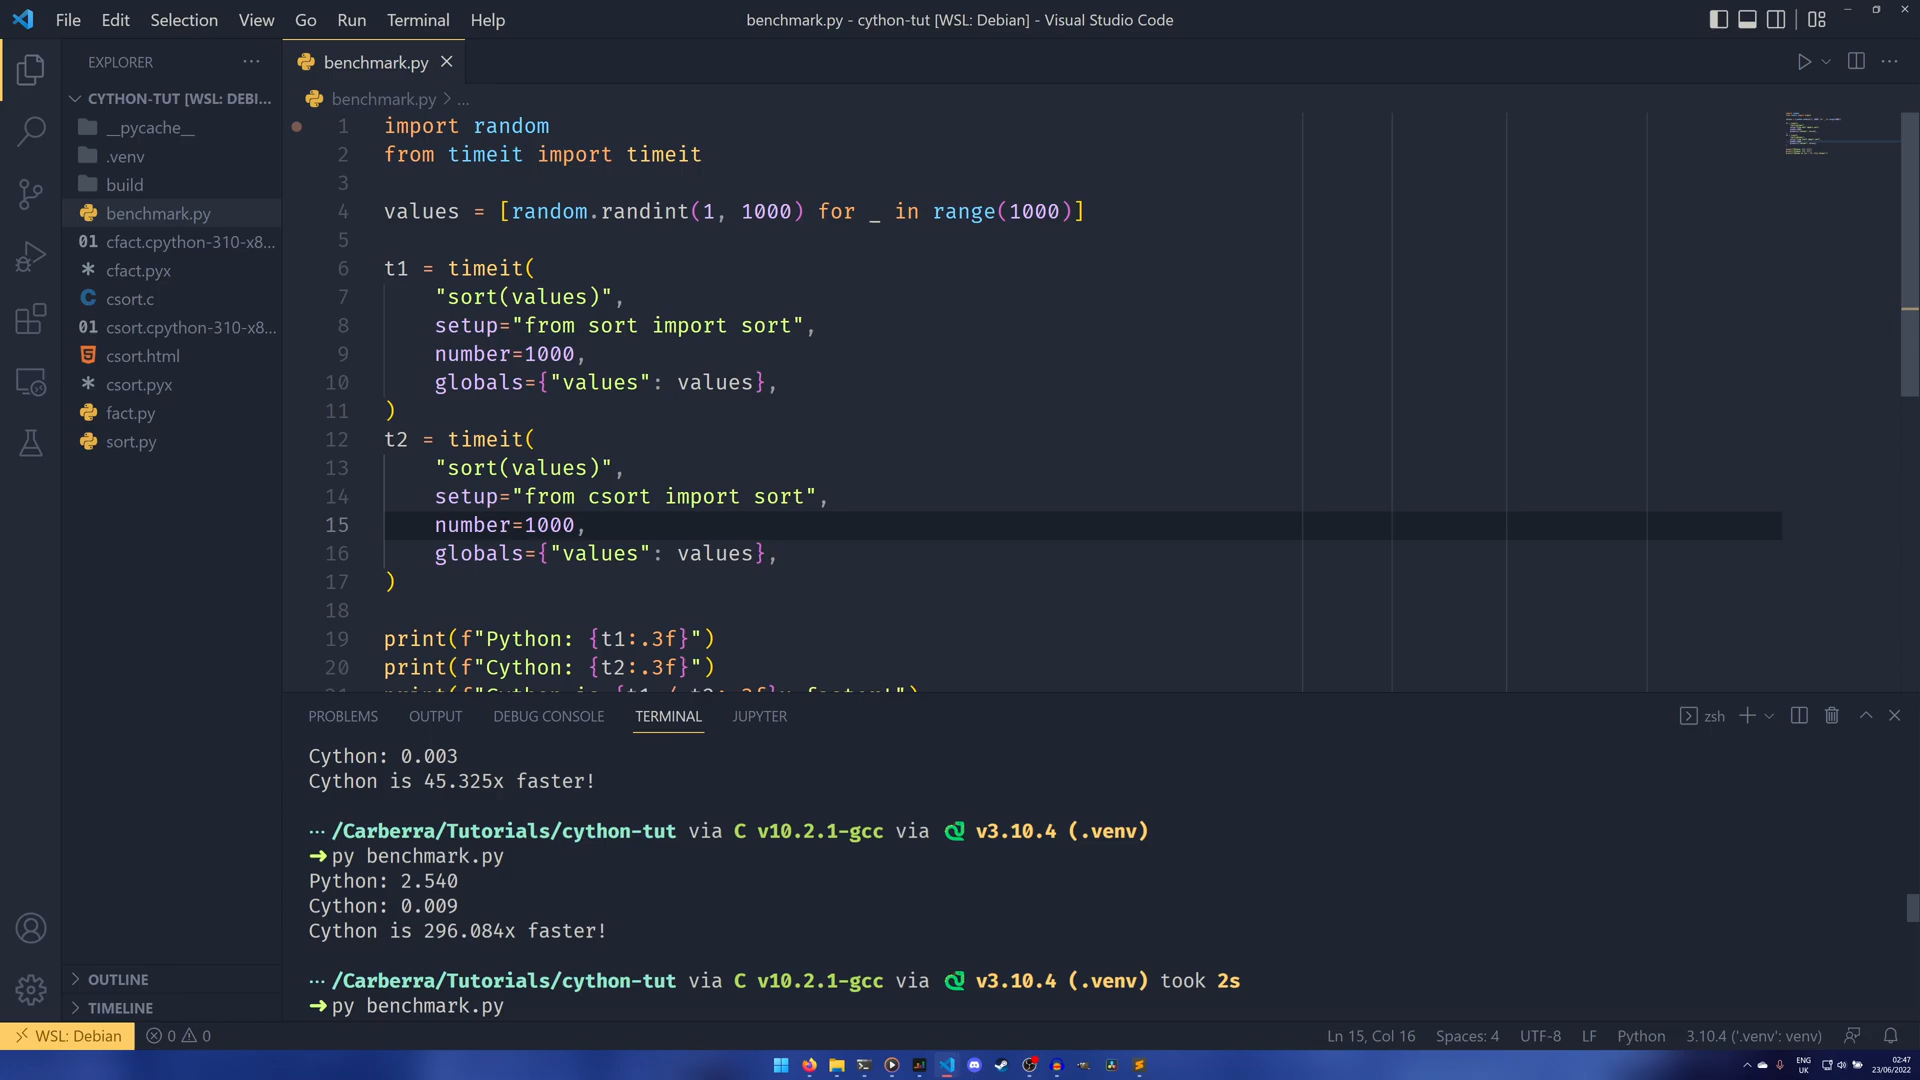 File Edit Selection View Go Run Terminal Help
benchmark.py - cython-tut [WSL: Debian] - Visual Studio Code
EXPLORER
CYTHON-TUT [WSL: DEBI...
__pycache__
.venv
build
benchmark.py
cfact.cpython-310-x8...
cfact.pyx
csort.c
csort.cpython-310-x8...
csort.html
csort.pyx
fact.py
sort.py
OUTLINE
TIMELINE
benchmark.py
benchmark.py > ...
1 import random
2 from timeit import timeit
3
4 values = [random.randint(1, 1000) for _ in range(1000)]
5
6 t1 = timeit(
7 "sort(values)",
8 setup="from sort import sort",
9 number=1000,
10 globals={"values": values},
11 )
12 t2 = timeit(
13 "sort(values)",
14 setup="from csort import sort",
15 number=1000,
16 globals={"values": values},
17 )
18
19 print(f"Python: {t1:.3f}")
20 print(f"Cython: {t2:.3f}")
21 print(f"Cython is {t1 / t2:.3f}x faster!")
PROBLEMS OUTPUT DEBUG CONSOLE TERMINAL JUPYTER
zsh
Cython: 0.003
Cython is 45.325x faster!
··· /Carberra/Tutorials/cython-tut via C v10.2.1-gcc via v3.10.4 (.venv)
➜ py benchmark.py
Python: 2.540
Cython: 0.009
Cython is 296.084x faster!
··· /Carberra/Tutorials/cython-tut via C v10.2.1-gcc via v3.10.4 (.venv) took 2s
➜ py benchmark.py
WSL: Debian 0 0
Ln 15, Col 16 Spaces: 4 UTF-8 LF Python 3.10.4 ('.venv': venv)
ENG
UK
02:47
23/06/2022